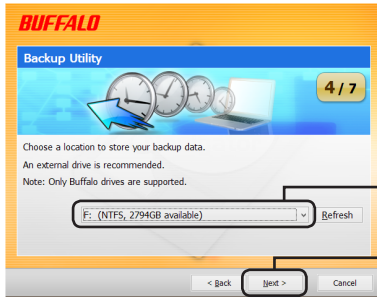 BUFFALO
Backup Utility
4/7
Choose a location to store your backup data.
An external drive is recommended.
Note: Only Buffalo drives are supported.
F: (NTFS, 2794GB available)
Refresh
< Back
Next >
Cancel